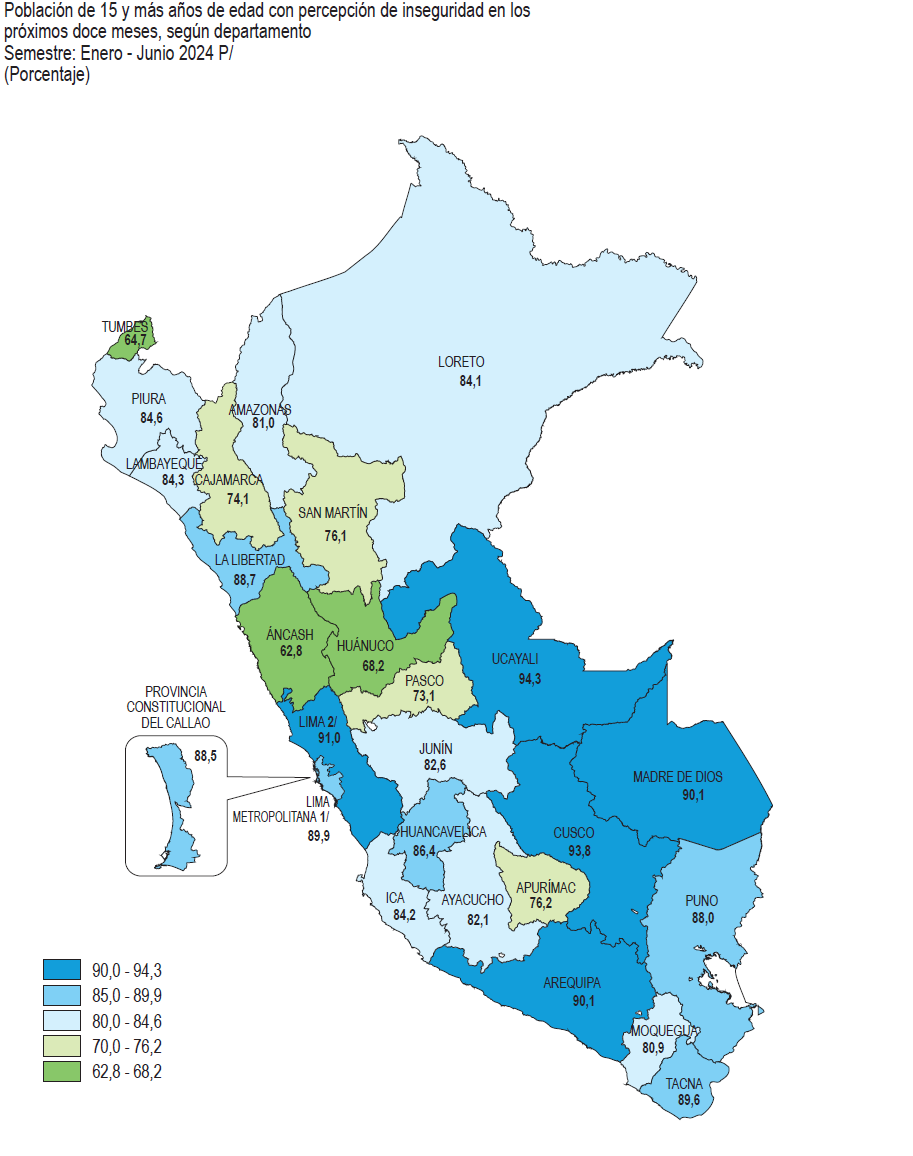 Población de 15 y más años de edad con percepción de inseguridad en los
próximos doce meses, según departamento
Semestre: Enero - Junio 2024 P/
(Porcentaje)
TUMBES
64,7
LORETO
84,1
PIURA
84,6
AMAZONAS
81,0
LAMBAYEQUE
84,3
CAJAMARCA
74,1
SAN MARTÍN
76,1
LA LIBERTAD
88,7
ÁNCASH
62,8
HUÁNUCO
68,2
UCAYALI
94,3
PASCO
73,1
PROVINCIA
CONSTITUCIONAL
DEL CALLAO
88,5
LIMA 2/
91,0
JUNÍN
82,6
MADRE DE DIOS
90,1
LIMA
METROPOLITANA 1/
89,9
HUANCAVELICA
86,4
CUSCO
93,8
ICA
84,2
AYACUCHO
82,1
APURÍMAC
76,2
PUNO
88,0
AREQUIPA
90,1
MOQUEGUA
80,9
TACNA
89,6
90,0 - 94,3
85,0 - 89,9
80,0 - 84,6
70,0 - 76,2
62,8 - 68,2